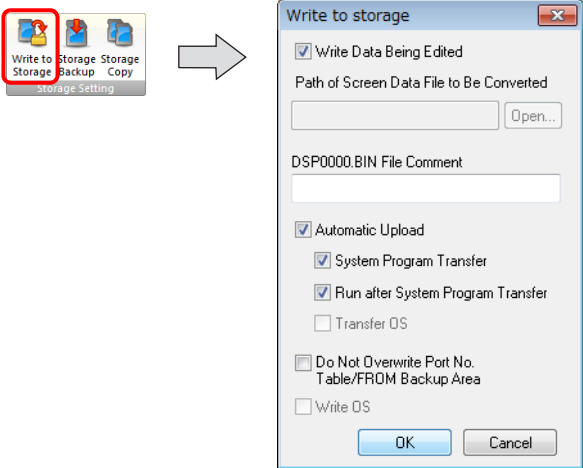 Write to Storage Storage
Storage Backup Copy
Storage Setting
Write to storage
Write Data Being Edited
Path of Screen Data File to Be Converted
Open...
DSP0000.BIN File Comment
Automatic Upload
System Program Transfer
Run after System Program Transfer
Transfer OS
Do Not Overwrite Port No.
Table/FROM Backup Area
Write OS
OK Cancel